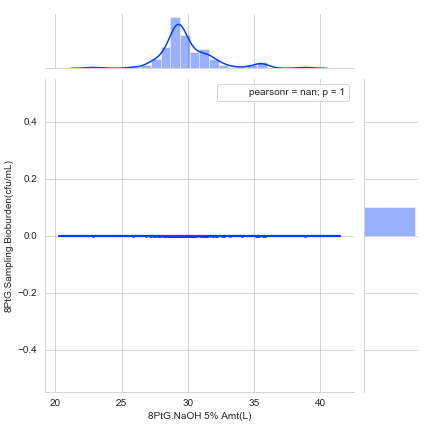 pearsonr = nan; p = 1
0.4
0.2
0.0
−0.2
−0.4
8PtG.Sampling.Bioburden(cfu/mL)
20 25 30 35 40
8PtG.NaOH 5% Amt(L)